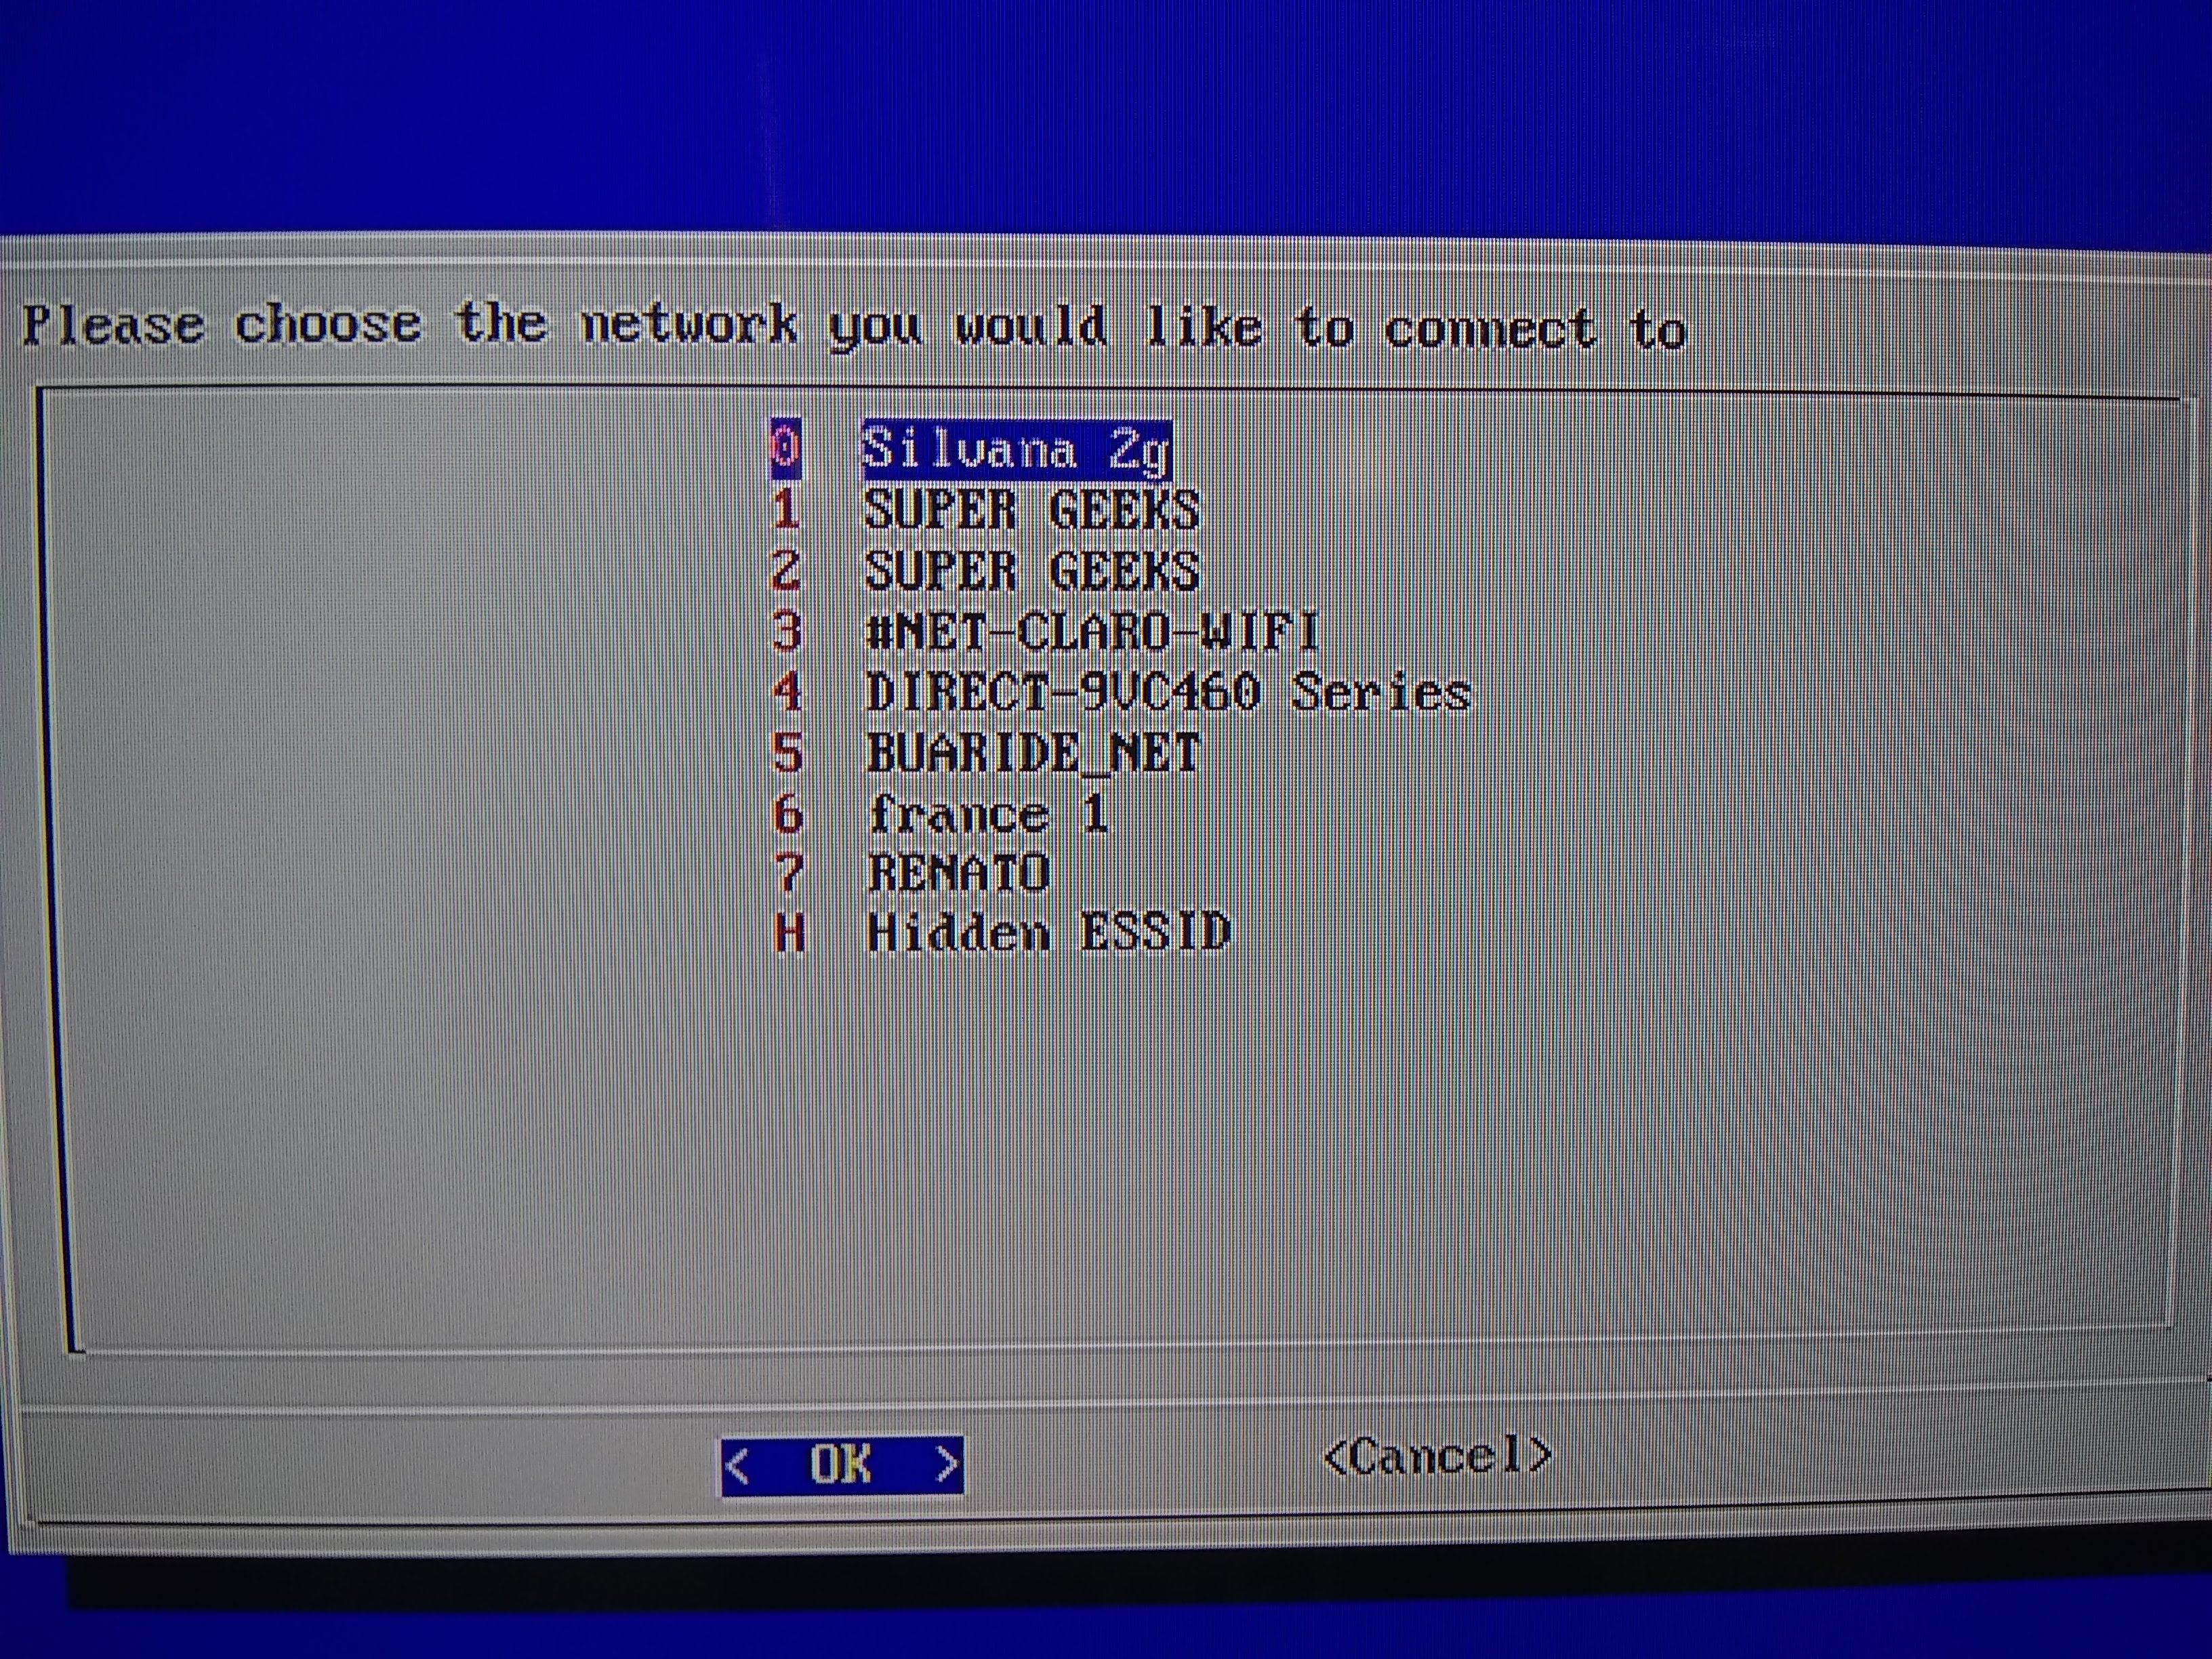 Please choose the network you would like to connect to
0 Silvana 2g
1 SUPER GEEKS
2 SUPER GEEKS
3 #NET-CLARO-WIFI
4 DIRECT-9VC460 Series
5 BUARIDE_NET
6 france 1
7 RENATO
H Hidden ESSID
< OK > <Cancel>